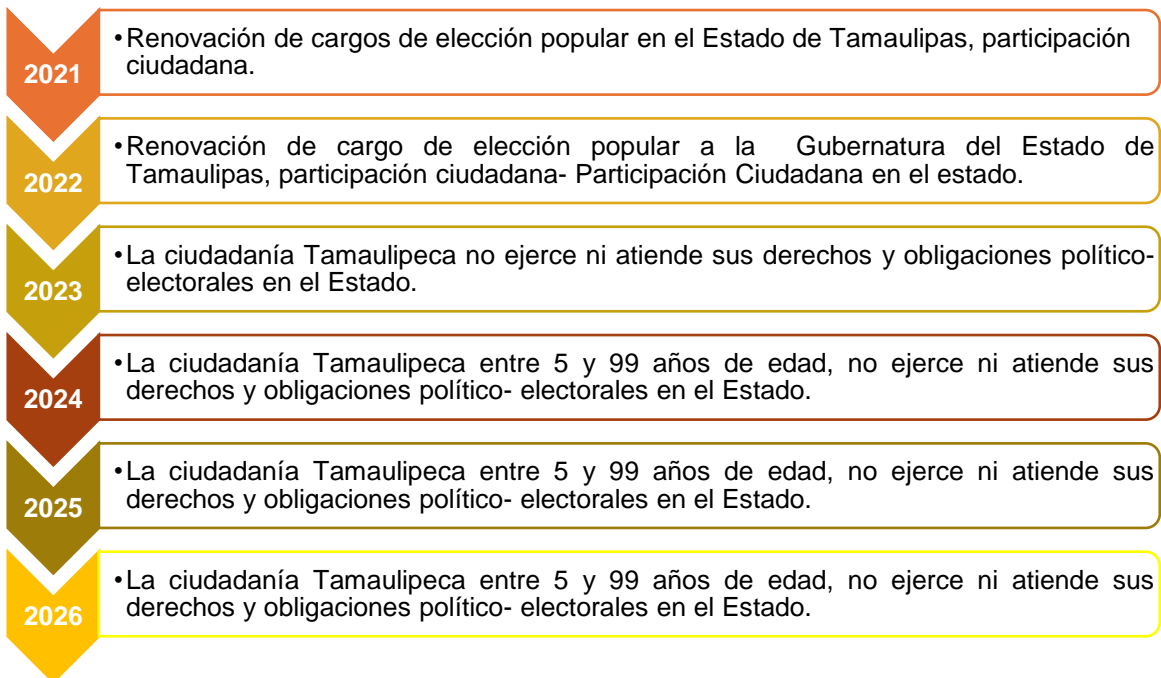 2021
•Renovación de cargos de elección popular en el Estado de Tamaulipas, participación
ciudadana.
2022
•Renovación de cargo de elección popular a la Gubernatura del Estado de
Tamaulipas, participación ciudadana- Participación Ciudadana en el estado.
2023
•La ciudadanía Tamaulipeca no ejerce ni atiende sus derechos y obligaciones político-
electorales en el Estado.
2024
•La ciudadanía Tamaulipeca entre 5 y 99 años de edad, no ejerce ni atiende sus
derechos y obligaciones político- electorales en el Estado.
2025
•La ciudadanía Tamaulipeca entre 5 y 99 años de edad, no ejerce ni atiende sus
derechos y obligaciones político- electorales en el Estado.
2026
•La ciudadanía Tamaulipeca entre 5 y 99 años de edad, no ejerce ni atiende sus
derechos y obligaciones político- electorales en el Estado.